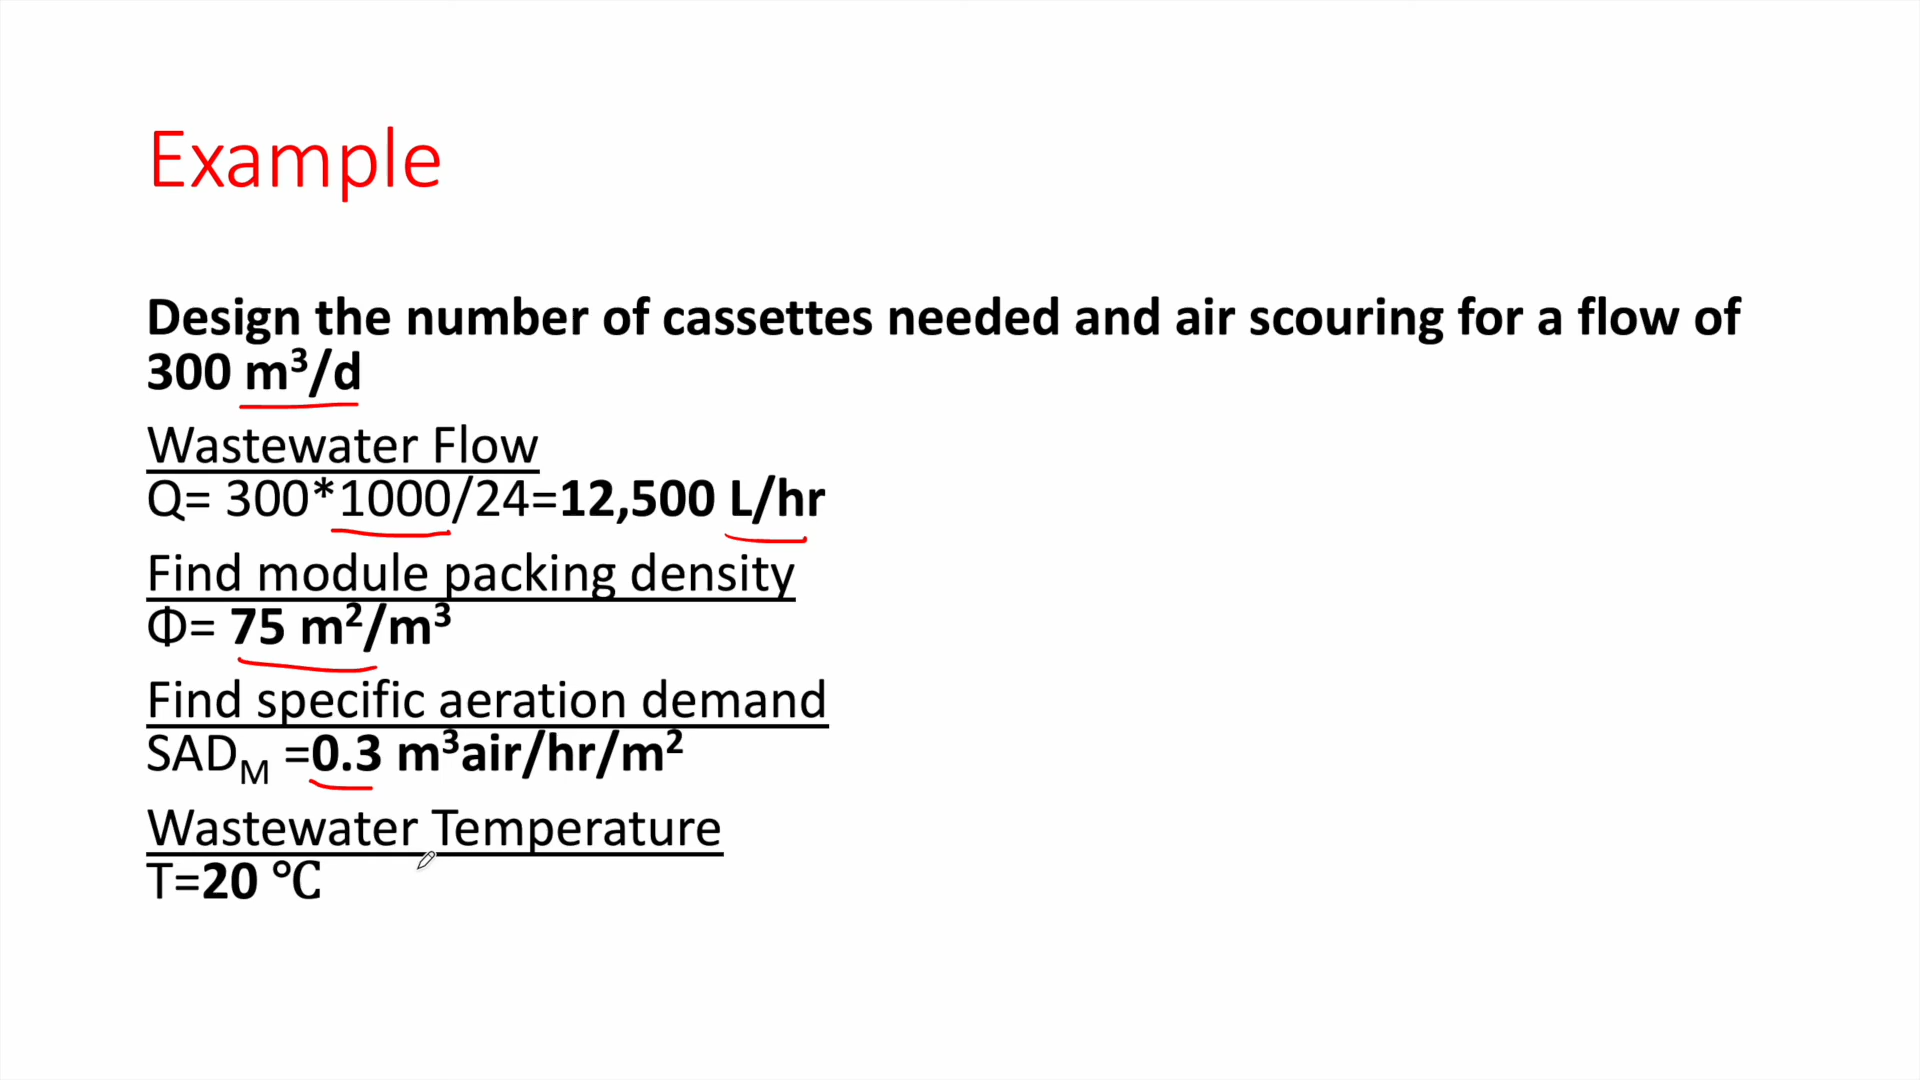 Example
Design the number of cassettes needed and air scouring for a flow of
300 m³/d
Wastewater Flow
Q= 300*1000/24=12,500 L/hr
Find module packing density
Φ= 75 m²/m³
Find specific aeration demand
SAD_M =0.3 m³air/hr/m²
Wastewater Temperature
T=20 °C